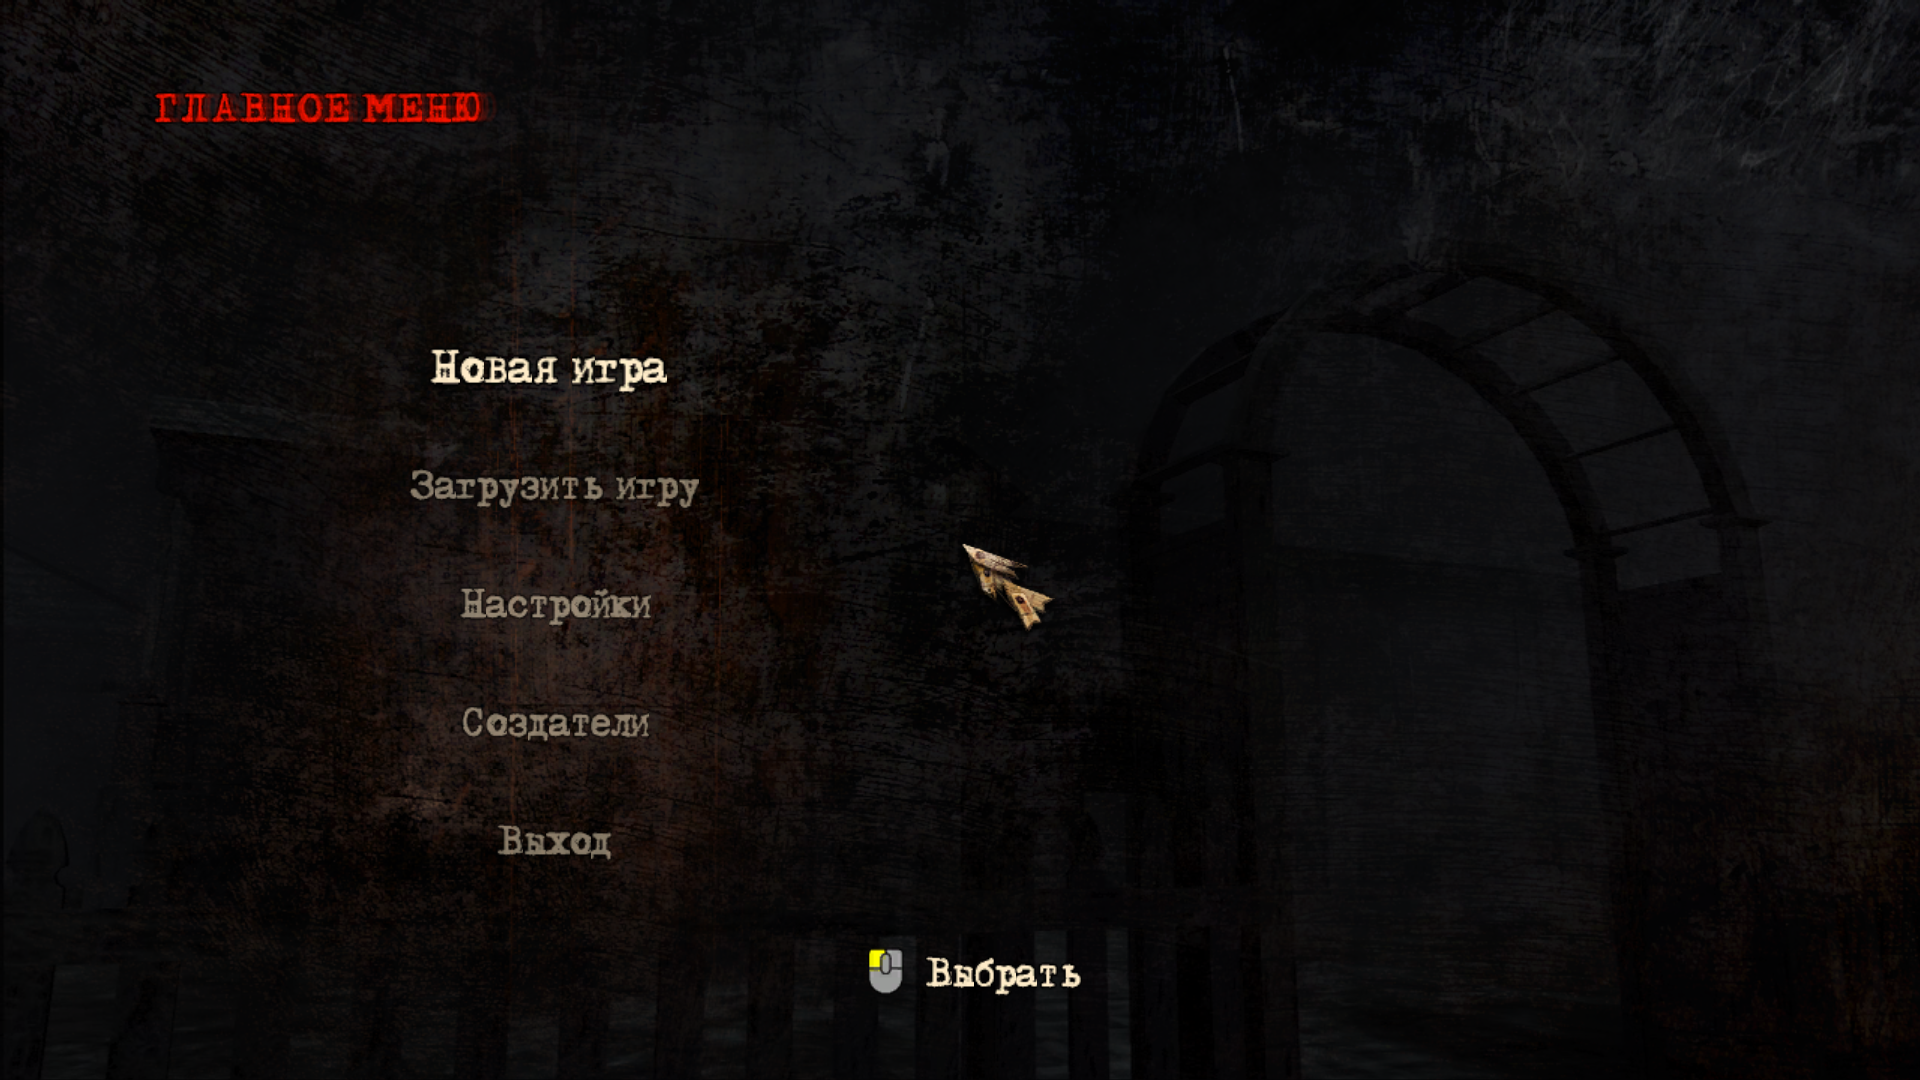 ГЛАВНОЕ МЕНЮ
Новая игра
Загрузить игру
Настройки
Создатели
Выход
Выбрать